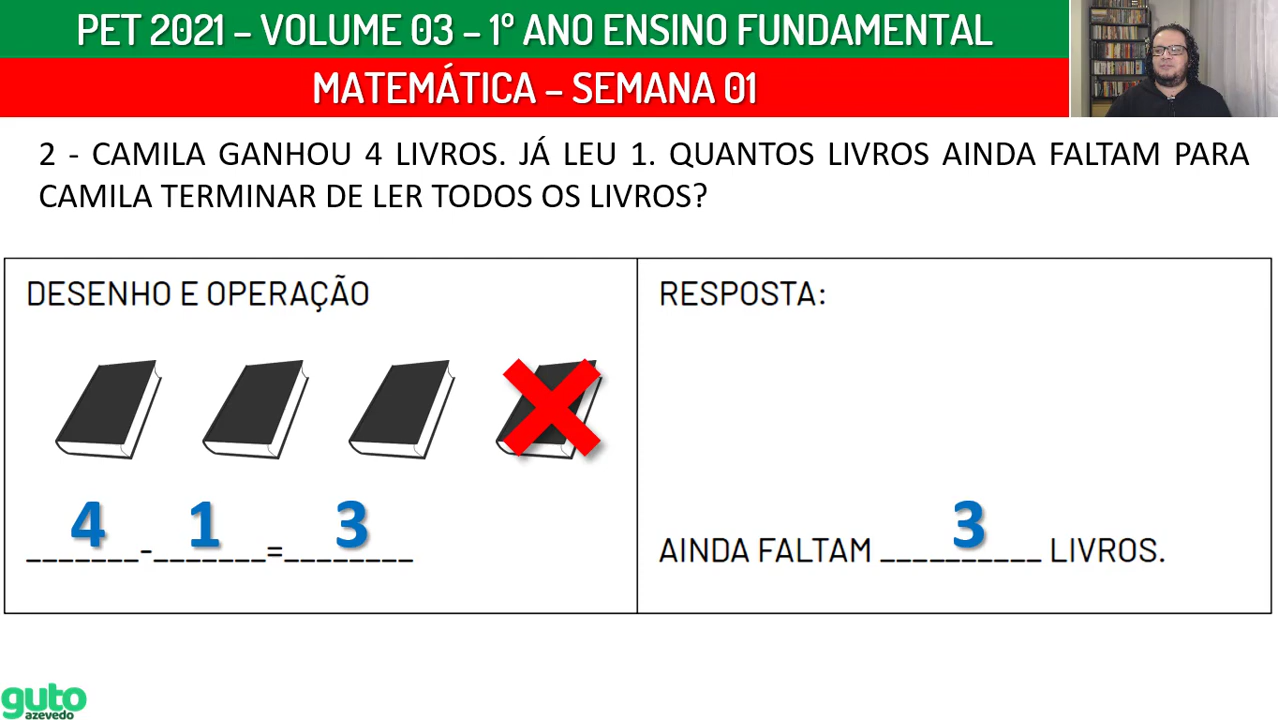 PET 2021 – VOLUME 03 – 1º ANO ENSINO FUNDAMENTAL
MATEMÁTICA – SEMANA 01
2 - CAMILA GANHOU 4 LIVROS. JÁ LEU 1. QUANTOS LIVROS AINDA FALTAM PARA
CAMILA TERMINAR DE LER TODOS OS LIVROS?
DESENHO E OPERAÇÃO
4 - 1 = 3
RESPOSTA:
AINDA FALTAM 3 LIVROS.
guto
azevedo